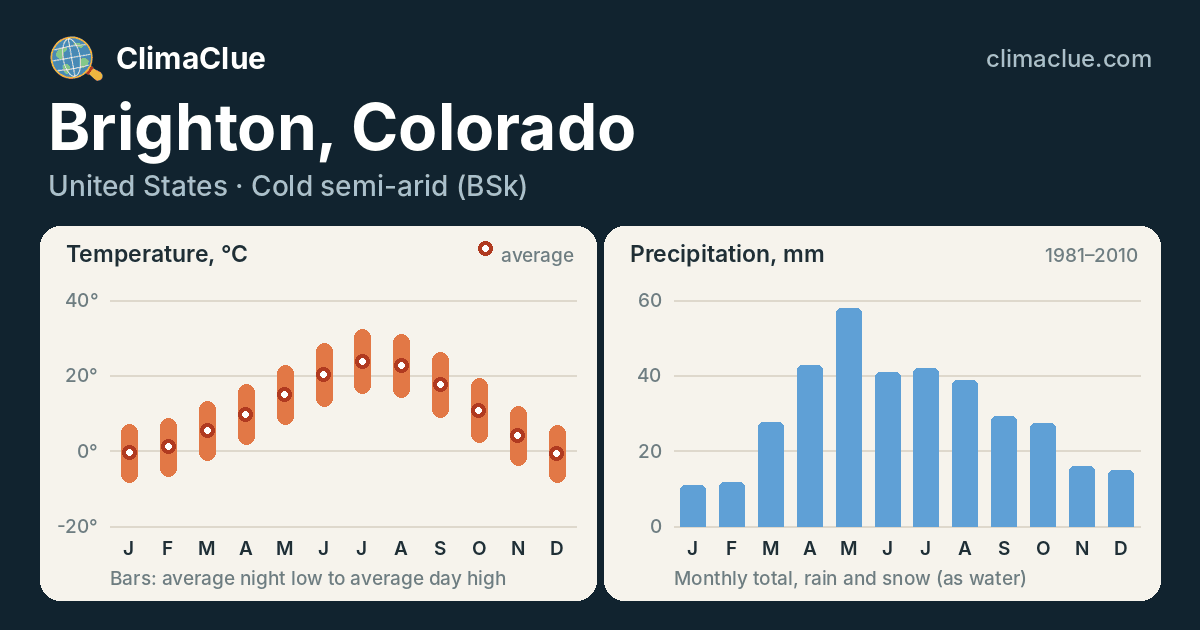 ClimaClue
climaclue.com
Brighton, Colorado
United States · Cold semi-arid (BSk)
Temperature, °C
average
40°
20°
0°
-20°
J F M A M J J A S O N D
Bars: average night low to average day high
Precipitation, mm
1981–2010
60
40
20
0
J F M A M J J A S O N D
Monthly total, rain and snow (as water)